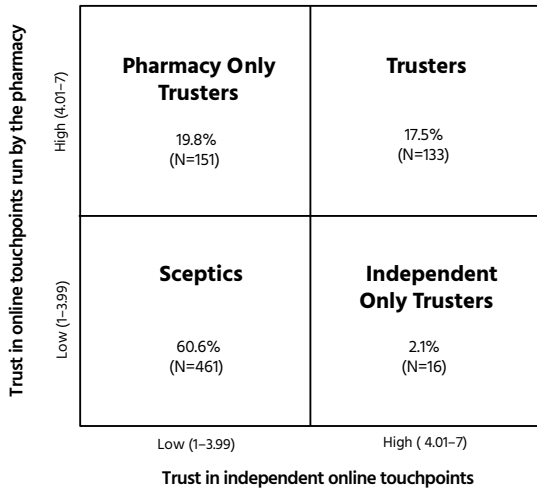 Trust in online touchpoints run by the pharmacy
High (4.01–7)
Low (1–3.99)
Pharmacy Only
Trusters
19.8%
(N=151)
Trusters
17.5%
(N=133)
Sceptics
60.6%
(N=461)
Independent
Only Trusters
2.1%
(N=16)
Low (1–3.99)
High ( 4.01–7)
Trust in independent online touchpoints